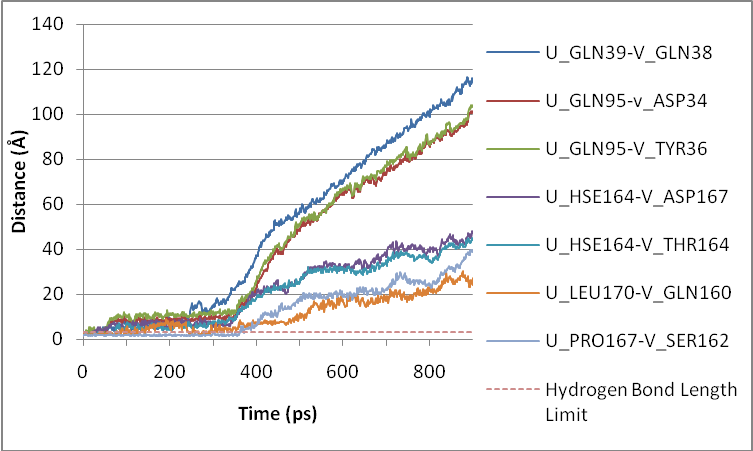 140
120
100
80
60
40
20
0
0
200
400
600
800
Distance (Å)
Time (ps)
U_GLN39-V_GLN38
U_GLN95-v_ASP34
U_GLN95-V_TYR36
U_HSE164-V_ASP167
U_HSE164-V_THR164
U_LEU170-V_GLN160
U_PRO167-V_SER162
Hydrogen Bond Length
Limit